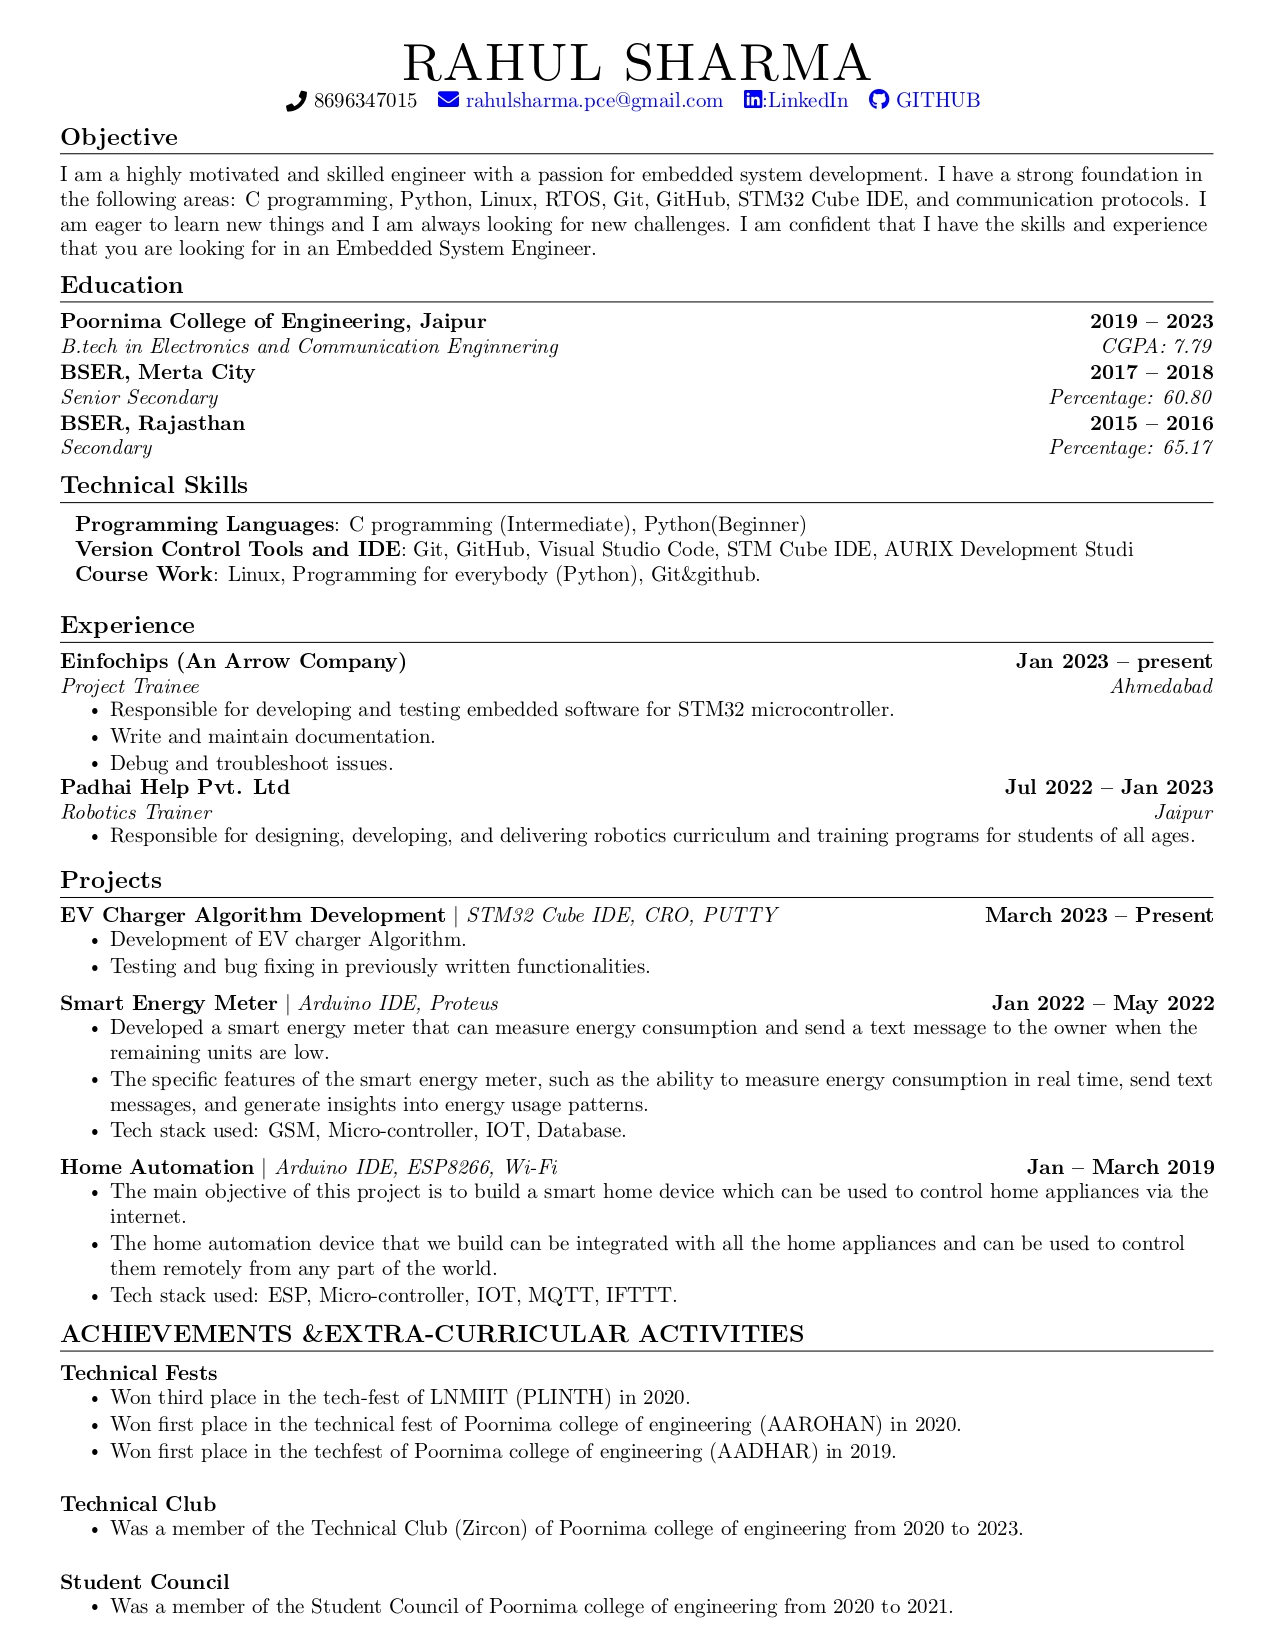 RAHUL SHARMA
8696347015 rahulsharma.pce@gmail.com :LinkedIn GITHUB
Objective
I am a highly motivated and skilled engineer with a passion for embedded system development. I have a strong foundation in
the following areas: C programming, Python, Linux, RTOS, Git, GitHub, STM32 Cube IDE, and communication protocols. I
am eager to learn new things and I am always looking for new challenges. I am confident that I have the skills and experience
that you are looking for in an Embedded System Engineer.
Education
Poornima College of Engineering, Jaipur 2019 – 2023
B.tech in Electronics and Communication Enginnering CGPA: 7.79
BSER, Merta City 2017 – 2018
Senior Secondary Percentage: 60.80
BSER, Rajasthan 2015 – 2016
Secondary Percentage: 65.17
Technical Skills
Programming Languages: C programming (Intermediate), Python(Beginner)
Version Control Tools and IDE: Git, GitHub, Visual Studio Code, STM Cube IDE, AURIX Development Studi
Course Work: Linux, Programming for everybody (Python), Git&github.
Experience
Einfochips (An Arrow Company) Jan 2023 – present
Project Trainee Ahmedabad
• Responsible for developing and testing embedded software for STM32 microcontroller.
• Write and maintain documentation.
• Debug and troubleshoot issues.
Padhai Help Pvt. Ltd Jul 2022 – Jan 2023
Robotics Trainer Jaipur
• Responsible for designing, developing, and delivering robotics curriculum and training programs for students of all ages.
Projects
EV Charger Algorithm Development | STM32 Cube IDE, CRO, PUTTY March 2023 – Present
• Development of EV charger Algorithm.
• Testing and bug fixing in previously written functionalities.
Smart Energy Meter | Arduino IDE, Proteus Jan 2022 – May 2022
• Developed a smart energy meter that can measure energy consumption and send a text message to the owner when the
remaining units are low.
• The specific features of the smart energy meter, such as the ability to measure energy consumption in real time, send text
messages, and generate insights into energy usage patterns.
• Tech stack used: GSM, Micro-controller, IOT, Database.
Home Automation | Arduino IDE, ESP8266, Wi-Fi Jan – March 2019
• The main objective of this project is to build a smart home device which can be used to control home appliances via the
internet.
• The home automation device that we build can be integrated with all the home appliances and can be used to control
them remotely from any part of the world.
• Tech stack used: ESP, Micro-controller, IOT, MQTT, IFTTT.
ACHIEVEMENTS &EXTRA-CURRICULAR ACTIVITIES
Technical Fests
• Won third place in the tech-fest of LNMIIT (PLINTH) in 2020.
• Won first place in the technical fest of Poornima college of engineering (AAROHAN) in 2020.
• Won first place in the techfest of Poornima college of engineering (AADHAR) in 2019.
Technical Club
• Was a member of the Technical Club (Zircon) of Poornima college of engineering from 2020 to 2023.
Student Council
• Was a member of the Student Council of Poornima college of engineering from 2020 to 2021.